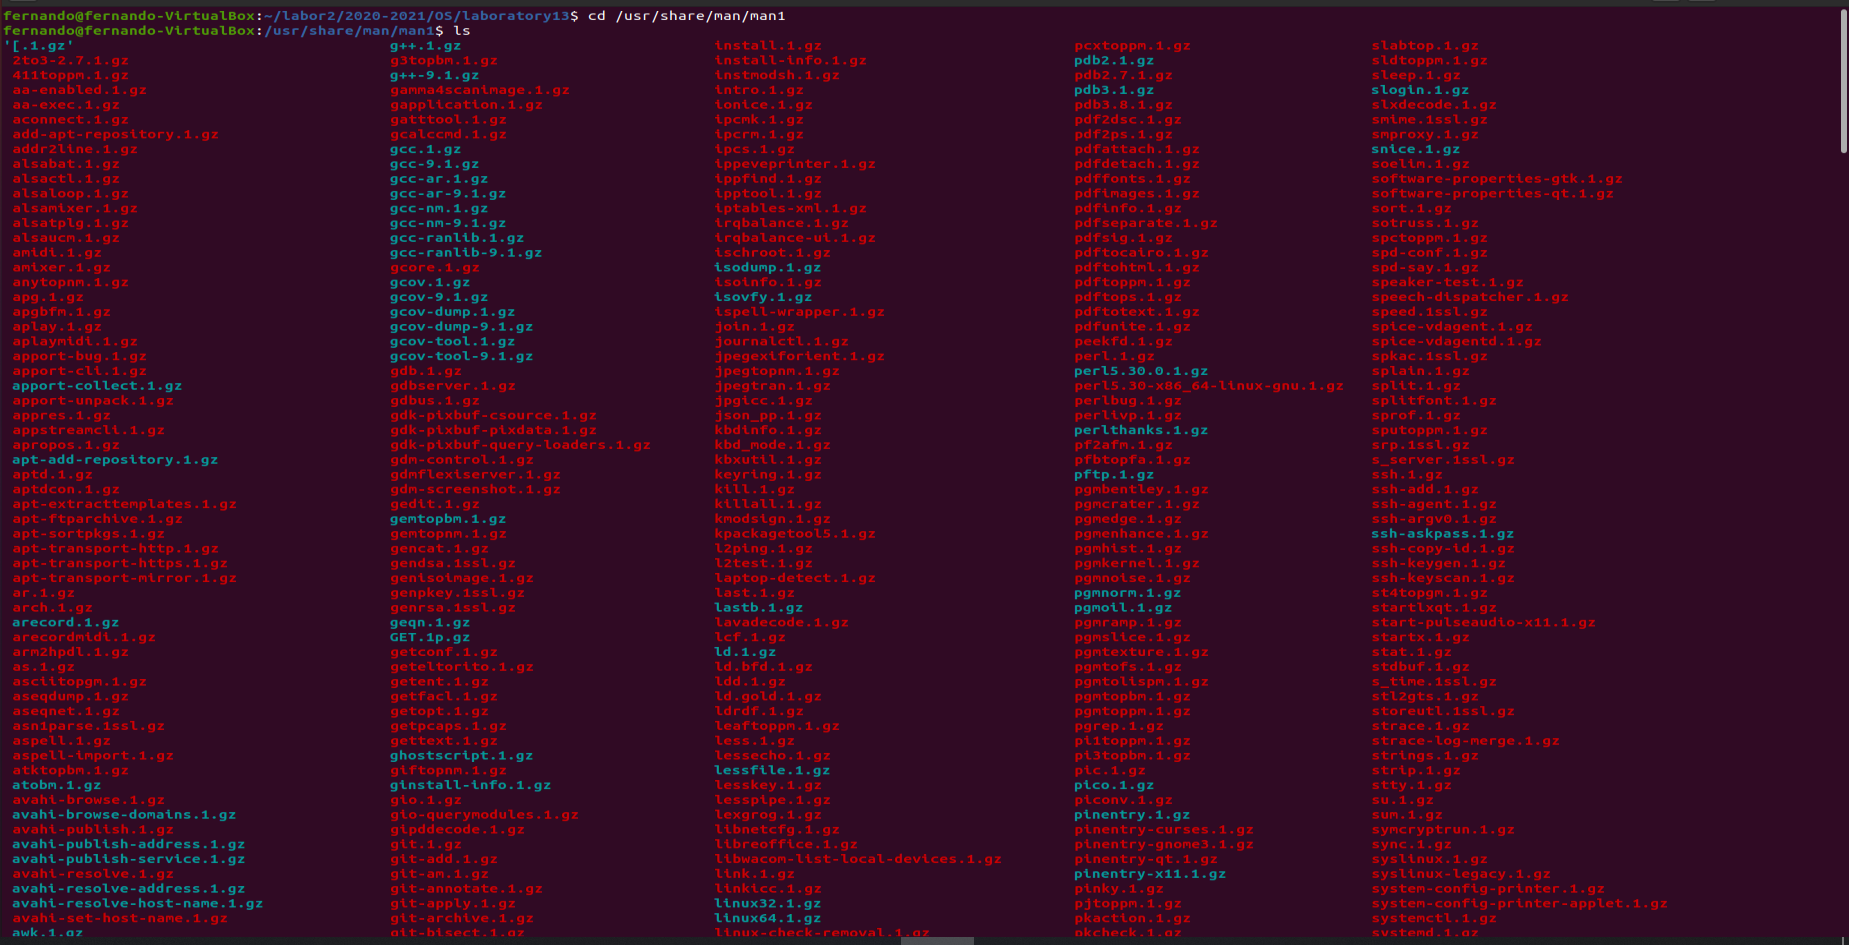 fernando@fernando-VirtualBox:~/labor2/2020-2021/OS/laboratory13$ cd /usr/share/man/man1
fernando@fernando-VirtualBox:/usr/share/man/man1$ ls
'[.1.gz' g++.1.gz install.1.gz pcxtoppm.1.gz slabtop.1.gz
2to3-2.7.1.gz g3topbm.1.gz install-info.1.gz pdb2.1.gz sldtoppm.1.gz
411toppm.1.gz g++-9.1.gz instmodsh.1.gz pdb2.7.1.gz sleep.1.gz
aa-enabled.1.gz gamma4scanimage.1.gz intro.1.gz pdb3.1.gz slogin.1.gz
aa-exec.1.gz gapplication.1.gz ionice.1.gz pdb3.8.1.gz slxdecode.1.gz
aconnect.1.gz gatttool.1.gz ipcmk.1.gz pdf2dsc.1.gz smime.1ssl.gz
add-apt-repository.1.gz gcalccmd.1.gz ipcrm.1.gz pdf2ps.1.gz smproxy.1.gz
addr2line.1.gz gcc.1.gz ipcs.1.gz pdfattach.1.gz snice.1.gz
alsabat.1.gz gcc-9.1.gz ippeveprinter.1.gz pdfdetach.1.gz soelim.1.gz
alsactl.1.gz gcc-ar.1.gz ippfind.1.gz pdffonts.1.gz software-properties-gtk.1.gz
alsaloop.1.gz gcc-ar-9.1.gz ipptool.1.gz pdfimages.1.gz software-properties-qt.1.gz
alsamixer.1.gz gcc-nm.1.gz iptables-xml.1.gz pdfinfo.1.gz sort.1.gz
alsatplg.1.gz gcc-nm-9.1.gz irqbalance.1.gz pdfseparate.1.gz sotruss.1.gz
alsaucm.1.gz gcc-ranlib.1.gz irqbalance-ui.1.gz pdfsig.1.gz spctoppm.1.gz
amidi.1.gz gcc-ranlib-9.1.gz ischroot.1.gz pdftocairo.1.gz spd-conf.1.gz
amixer.1.gz gcore.1.gz isodump.1.gz pdftohtml.1.gz spd-say.1.gz
anytopnm.1.gz gcov.1.gz isoinfo.1.gz pdftoppm.1.gz speaker-test.1.gz
apg.1.gz gcov-9.1.gz isovfy.1.gz pdftops.1.gz speech-dispatcher.1.gz
apgbfm.1.gz gcov-dump.1.gz ispell-wrapper.1.gz pdftotext.1.gz speed.1ssl.gz
aplay.1.gz gcov-dump-9.1.gz join.1.gz pdfunite.1.gz spice-vdagent.1.gz
aplaymidi.1.gz gcov-tool.1.gz journalctl.1.gz peekfd.1.gz spice-vdagentd.1.gz
apport-bug.1.gz gcov-tool-9.1.gz jpegexiforient.1.gz perl.1.gz spkac.1ssl.gz
apport-cli.1.gz gdb.1.gz jpegtopnm.1.gz perl5.30.0.1.gz splain.1.gz
apport-collect.1.gz gdbserver.1.gz jpegtran.1.gz perl5.30-x86_64-linux-gnu.1.gz split.1.gz
apport-unpack.1.gz gdbus.1.gz jpgicc.1.gz perlbug.1.gz splitfont.1.gz
appres.1.gz gdk-pixbuf-csource.1.gz json_pp.1.gz perlivp.1.gz sprof.1.gz
appstreamcli.1.gz gdk-pixbuf-pixdata.1.gz kbdinfo.1.gz perlthanks.1.gz sputoppm.1.gz
apropos.1.gz gdk-pixbuf-query-loaders.1.gz kbd_mode.1.gz pf2afm.1.gz srp.1ssl.gz
apt-add-repository.1.gz gdm-control.1.gz kbxutil.1.gz pfbtopfa.1.gz s_server.1ssl.gz
aptd.1.gz gdmflexiserver.1.gz keyring.1.gz pftp.1.gz ssh.1.gz
aptdcon.1.gz gdm-screenshot.1.gz kill.1.gz pgmbentley.1.gz ssh-add.1.gz
apt-extracttemplates.1.gz gedit.1.gz killall.1.gz pgmcrater.1.gz ssh-agent.1.gz
apt-ftparchive.1.gz gemtopbm.1.gz kmodsign.1.gz pgmedge.1.gz ssh-argv0.1.gz
apt-sortpkgs.1.gz gemtopnm.1.gz kpackagetool5.1.gz pgmenhance.1.gz ssh-askpass.1.gz
apt-transport-http.1.gz gencat.1.gz l2ping.1.gz pgmhist.1.gz ssh-copy-id.1.gz
apt-transport-https.1.gz gendsa.1ssl.gz l2test.1.gz pgmkernel.1.gz ssh-keygen.1.gz
apt-transport-mirror.1.gz genisoimage.1.gz laptop-detect.1.gz pgmnoise.1.gz ssh-keyscan.1.gz
ar.1.gz genpkey.1ssl.gz last.1.gz pgmnorm.1.gz st4topgm.1.gz
arch.1.gz genrsa.1ssl.gz lastb.1.gz pgmoil.1.gz startlxqt.1.gz
arecord.1.gz geqn.1.gz lavadecode.1.gz pgmramp.1.gz start-pulseaudio-x11.1.gz
arecordmidi.1.gz GET.1p.gz lcf.1.gz pgmslice.1.gz startx.1.gz
arm2hpdl.1.gz getconf.1.gz ld.1.gz pgmtexture.1.gz stat.1.gz
as.1.gz geteltorito.1.gz ld.bfd.1.gz pgmtofs.1.gz stdbuf.1.gz
asciitopgm.1.gz getent.1.gz ldd.1.gz pgmtolispm.1.gz s_time.1ssl.gz
aseqdump.1.gz getfacl.1.gz ld.gold.1.gz pgmtopbm.1.gz stl2gts.1.gz
aseqnet.1.gz getopt.1.gz ldrdf.1.gz pgmtoppm.1.gz storeutl.1ssl.gz
asn1parse.1ssl.gz getpcaps.1.gz leaftoppm.1.gz pgrep.1.gz strace.1.gz
aspell.1.gz gettext.1.gz less.1.gz pi1toppm.1.gz strace-log-merge.1.gz
aspell-import.1.gz ghostscript.1.gz lessecho.1.gz pi3topbm.1.gz strings.1.gz
atktopbm.1.gz giftopnm.1.gz lessfile.1.gz pic.1.gz strip.1.gz
atobm.1.gz ginstall-info.1.gz lesskey.1.gz pico.1.gz stty.1.gz
avahi-browse.1.gz gio.1.gz lesspipe.1.gz piconv.1.gz su.1.gz
avahi-browse-domains.1.gz gio-querymodules.1.gz lexgrog.1.gz pinentry.1.gz sum.1.gz
avahi-publish.1.gz gipddecode.1.gz libnetcfg.1.gz pinentry-curses.1.gz symcryptrun.1.gz
avahi-publish-address.1.gz git.1.gz libreoffice.1.gz pinentry-gnome3.1.gz sync.1.gz
avahi-publish-service.1.gz git-add.1.gz libwacom-list-local-devices.1.gz pinentry-qt.1.gz syslinux.1.gz
avahi-resolve.1.gz git-am.1.gz link.1.gz pinentry-x11.1.gz syslinux-legacy.1.gz
avahi-resolve-address.1.gz git-annotate.1.gz linkicc.1.gz pinky.1.gz system-config-printer.1.gz
avahi-resolve-host-name.1.gz git-apply.1.gz linux32.1.gz pjtoppm.1.gz system-config-printer-applet.1.gz
avahi-set-host-name.1.gz git-archive.1.gz linux64.1.gz pkaction.1.gz systemctl.1.gz
awk.1.gz git-bisect.1.gz linux-check-removal.1.gz pkcheck.1.gz systemd.1.gz